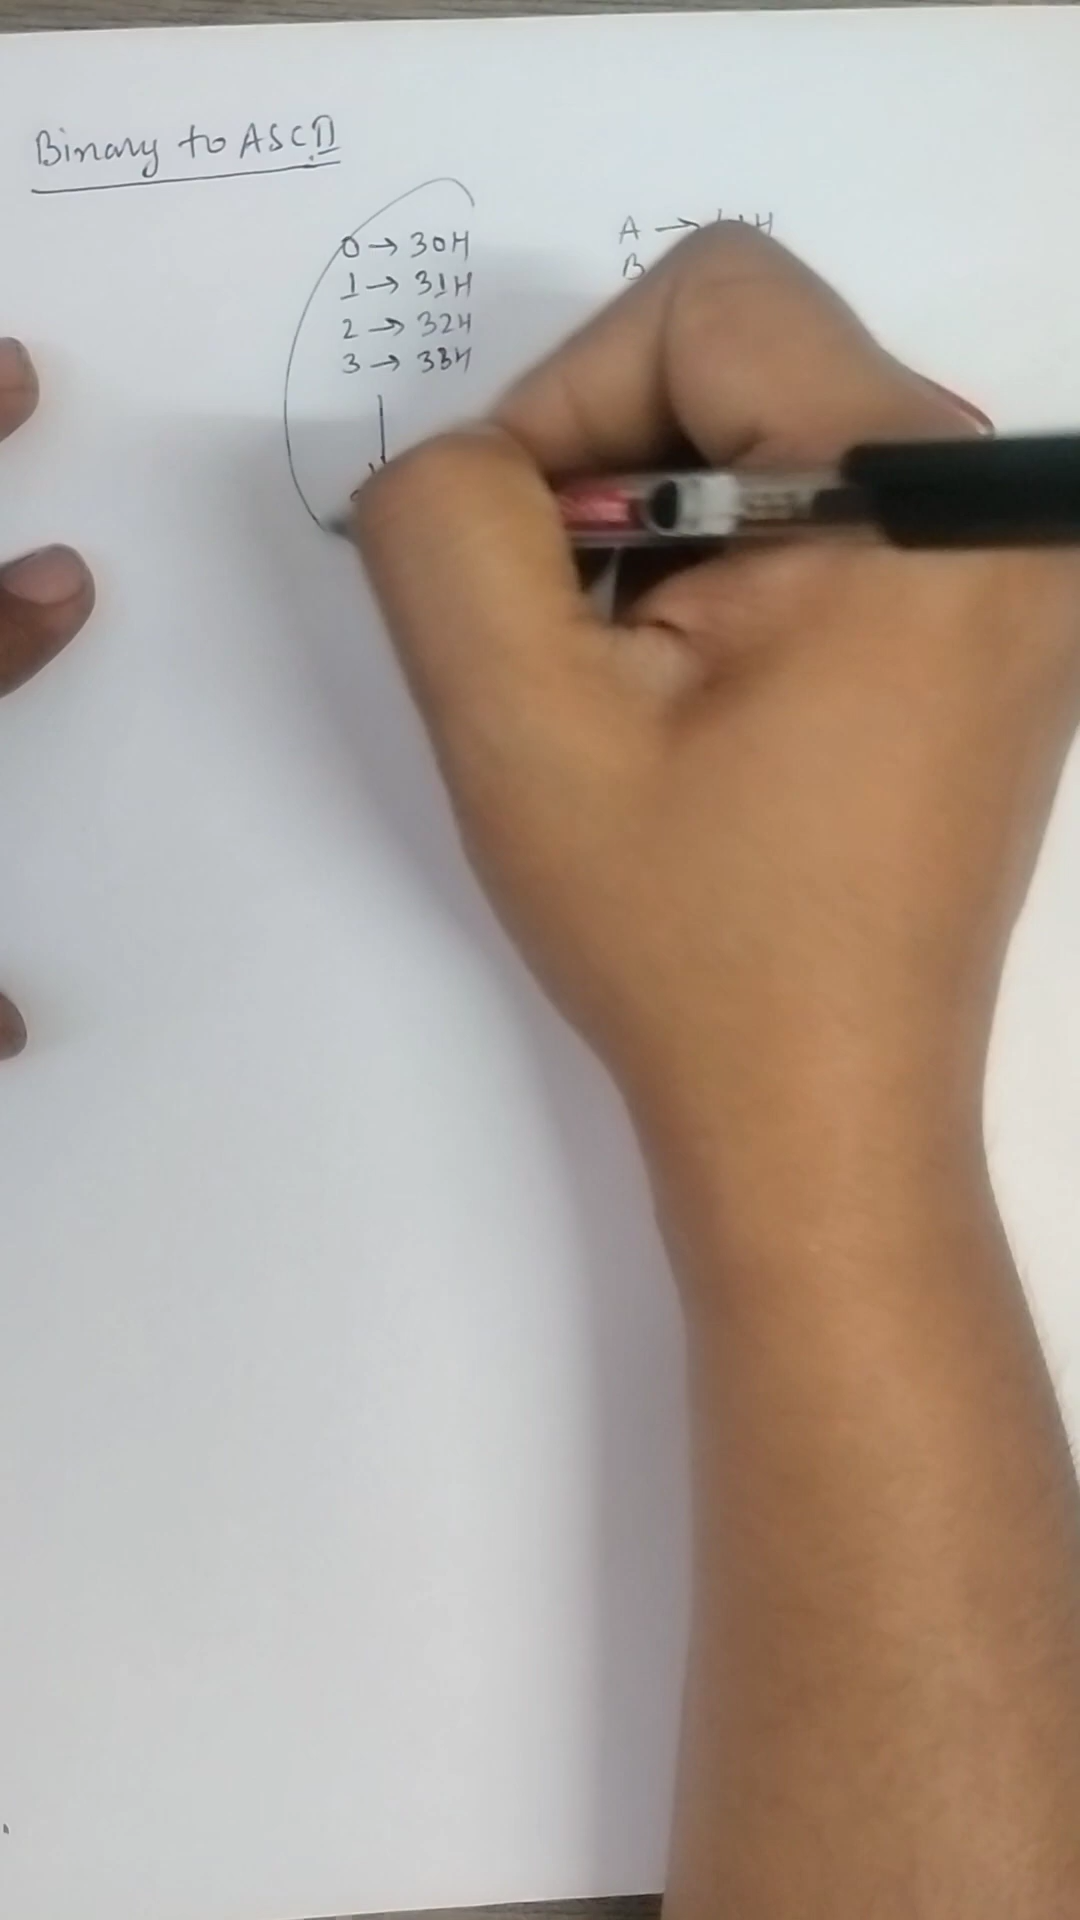 Binary to ASCII
0 → 30H
1 → 31H
2 → 32H
3 → 33H
↓
A →
B